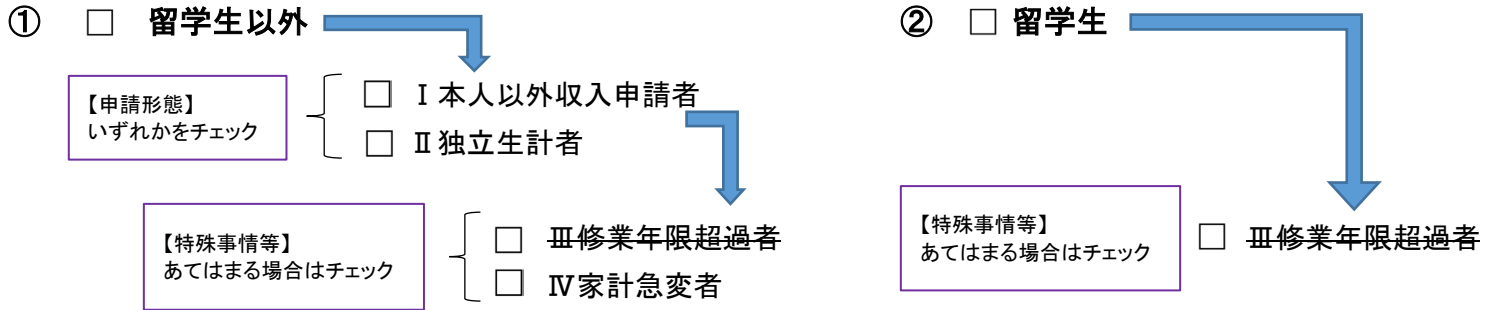 ① □ 留学生以外
【申請形態】
いずれかをチェック
□ Ⅰ本人以外収入申請者
□ Ⅱ独立生計者
【特殊事情等】
あてはまる場合はチェック
□ Ⅲ修業年限超過者
□ Ⅳ家計急変者
② □ 留学生
【特殊事情等】
あてはまる場合はチェック
□ Ⅲ修業年限超過者